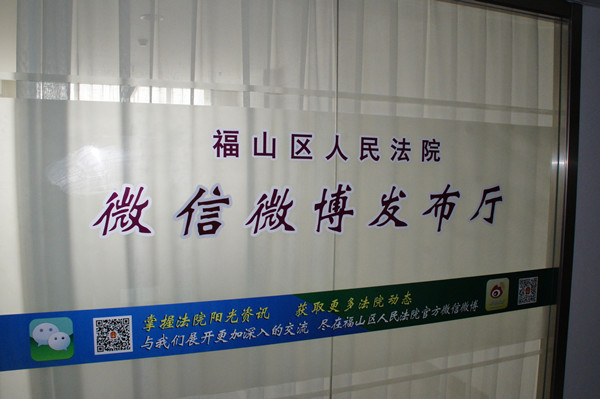 福山区人民法院
微信微博发布厅
掌握法院阳光资讯 获取更多法院动态
与我们展开更加深入的交流 尽在福山区人民法院官方微信微博